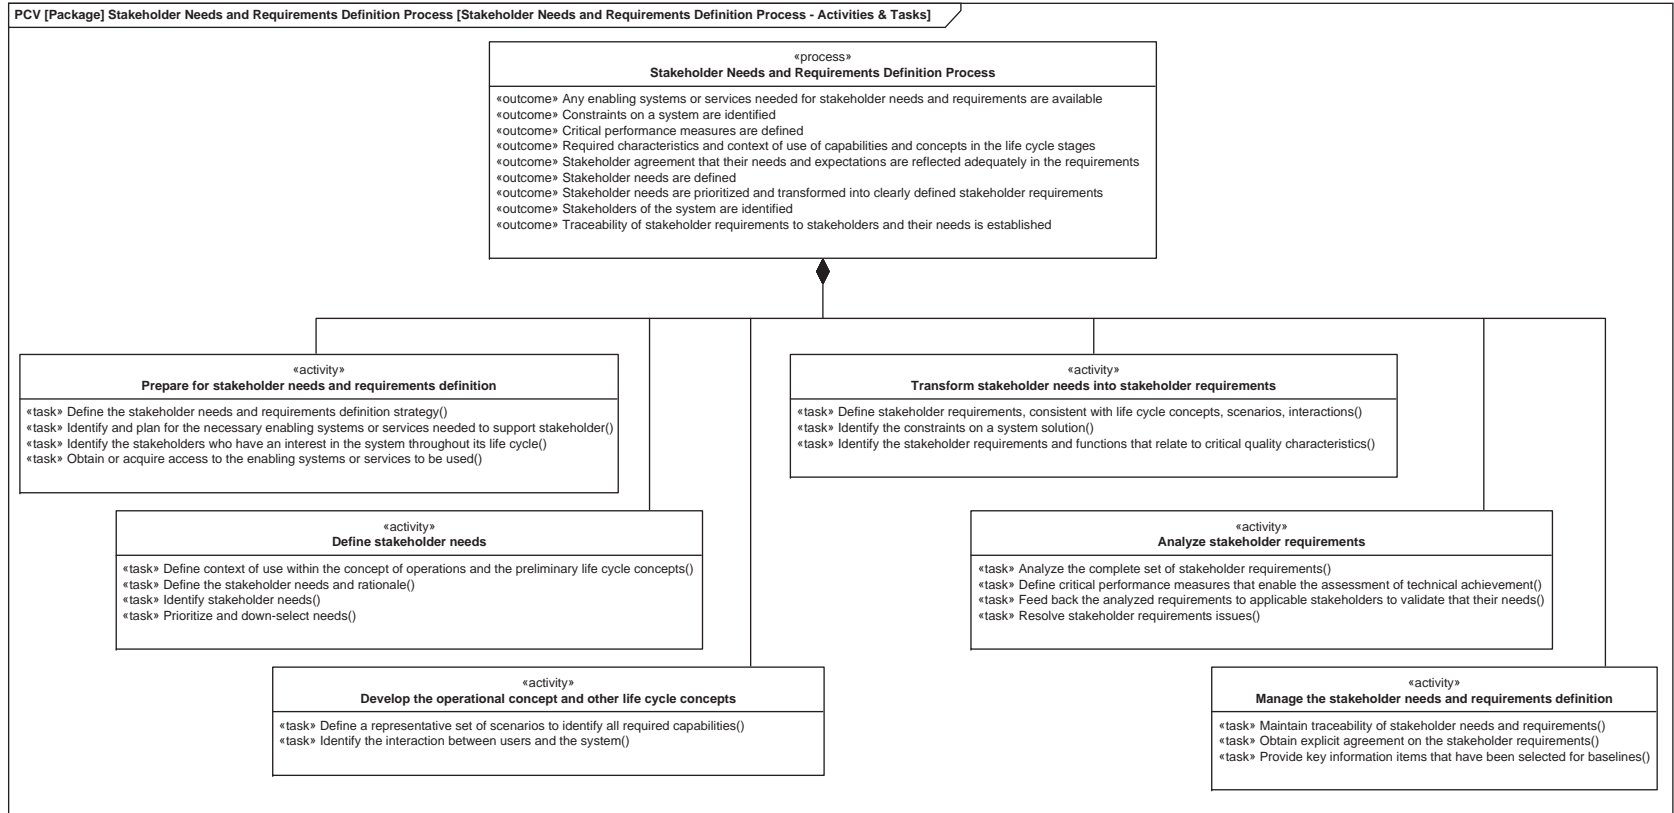 PCV [Package] Stakeholder Needs and Requirements Definition Process [Stakeholder Needs and Requirements Definition Process - Activities & Tasks]
«process»
Stakeholder Needs and Requirements Definition Process
«outcome» Any enabling systems or services needed for stakeholder needs and requirements are available
«outcome» Constraints on a system are identified
«outcome» Critical performance measures are defined
«outcome» Required characteristics and context of use of capabilities and concepts in the life cycle stages
«outcome» Stakeholder agreement that their needs and expectations are reflected adequately in the requirements
«outcome» Stakeholder needs are defined
«outcome» Stakeholder needs are prioritized and transformed into clearly defined stakeholder requirements
«outcome» Stakeholders of the system are identified
«outcome» Traceability of stakeholder requirements to stakeholders and their needs is established
«activity»
Prepare for stakeholder needs and requirements definition
«task» Define the stakeholder needs and requirements definition strategy()
«task» Identify and plan for the necessary enabling systems or services needed to support stakeholder()
«task» Identify the stakeholders who have an interest in the system throughout its life cycle()
«task» Obtain or acquire access to the enabling systems or services to be used()
«activity»
Transform stakeholder needs into stakeholder requirements
«task» Define stakeholder requirements, consistent with life cycle concepts, scenarios, interactions()
«task» Identify the constraints on a system solution()
«task» Identify the stakeholder requirements and functions that relate to critical quality characteristics()
«activity»
Define stakeholder needs
«task» Define context of use within the concept of operations and the preliminary life cycle concepts()
«task» Define the stakeholder needs and rationale()
«task» Identify stakeholder needs()
«task» Prioritize and down-select needs()
«activity»
Analyze stakeholder requirements
«task» Analyze the complete set of stakeholder requirements()
«task» Define critical performance measures that enable the assessment of technical achievement()
«task» Feed back the analyzed requirements to applicable stakeholders to validate that their needs()
«task» Resolve stakeholder requirements issues()
«activity»
Develop the operational concept and other life cycle concepts
«task» Define a representative set of scenarios to identify all required capabilities()
«task» Identify the interaction between users and the system()
«activity»
Manage the stakeholder needs and requirements definition
«task» Maintain traceability of stakeholder needs and requirements()
«task» Obtain explicit agreement on the stakeholder requirements()
«task» Provide key information items that have been selected for baselines()